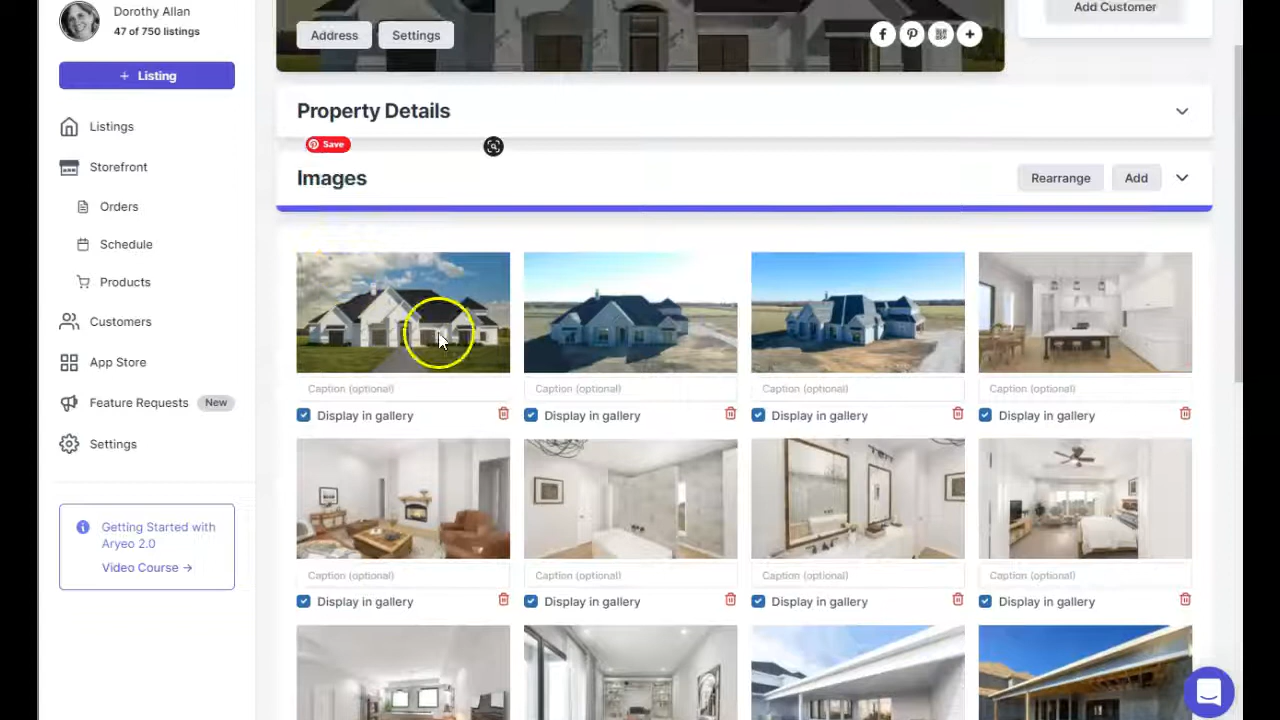 Dorothy Allan
47 of 750 listings
+ Listing
Listings
Storefront
Orders
Schedule
Products
Customers
App Store
Feature Requests New
Settings
Getting Started with
Aryeo 2.0
Video Course →
Address Settings
Add Customer
Property Details
Save
Images Rearrange Add
Caption (optional) Caption (optional) Caption (optional) Caption (optional)
Display in gallery Display in gallery Display in gallery Display in gallery
Caption (optional) Caption (optional) Caption (optional) Caption (optional)
Display in gallery Display in gallery Display in gallery Display in gallery